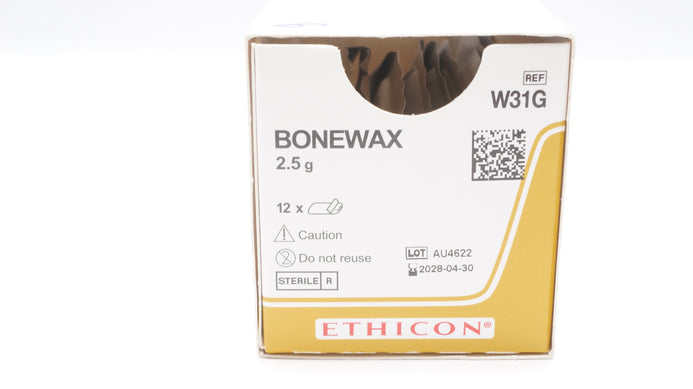 REF
W31G
BONEWAX
2.5 g
12 x
Caution
Do not reuse
LOT AU4622
2028-04-30
STERILE R
ETHICON®